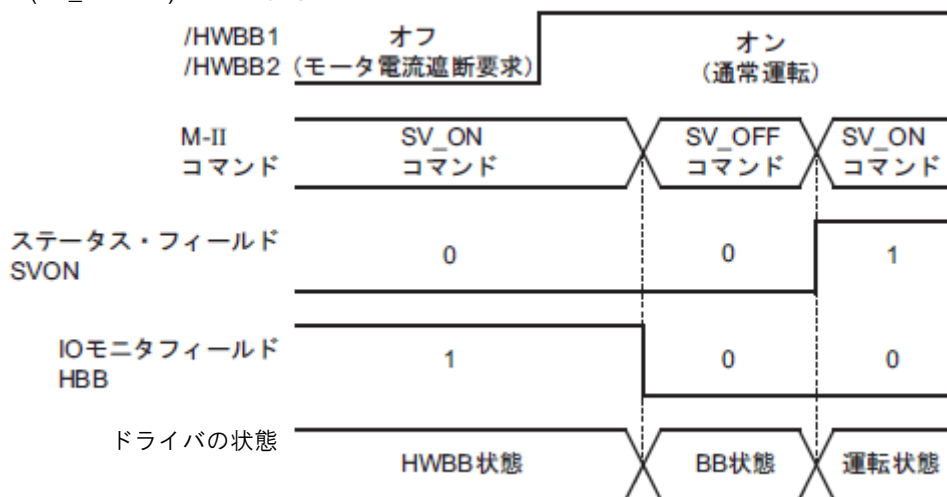 /HWBB1
/HWBB2
オフ
(モータ電流遮断要求)
オン
(通常運転)
M-II
コマンド
SV_ON
コマンド
SV_OFF
コマンド
SV_ON
コマンド
ステータス・フィールド
SVON
0
0
1
IOモニタフィールド
HBB
1
0
0
ドライバの状態
HWBB状態
BB状態
運転状態